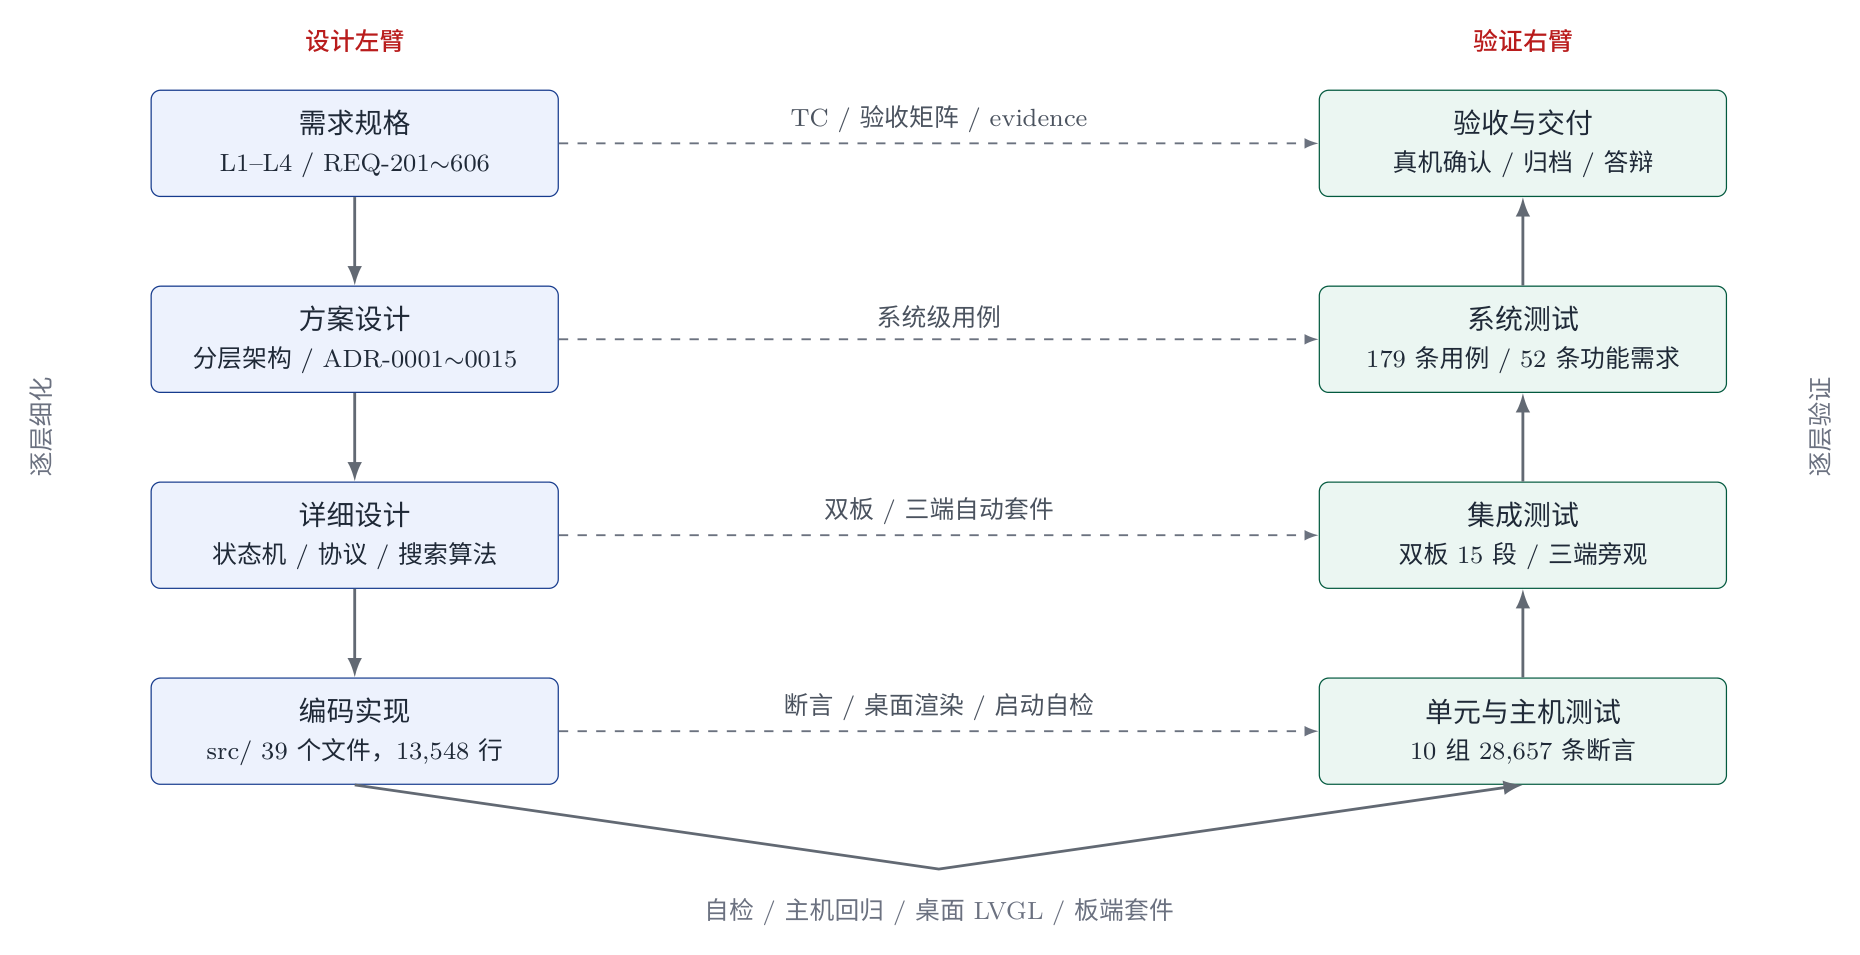 设计左臂
验证右臂
需求规格
L1–L4 / REQ-201~606
TC / 验收矩阵 / evidence
验收与交付
真机确认 / 归档 / 答辩
方案设计
分层架构 / ADR-0001~0015
系统级用例
系统测试
179 条用例 / 52 条功能需求
逐层细化
逐层验证
详细设计
状态机 / 协议 / 搜索算法
双板 / 三端自动套件
集成测试
双板 15 段 / 三端旁观
编码实现
src/ 39 个文件，13,548 行
断言 / 桌面渲染 / 启动自检
单元与主机测试
10 组 28,657 条断言
自检 / 主机回归 / 桌面 LVGL / 板端套件